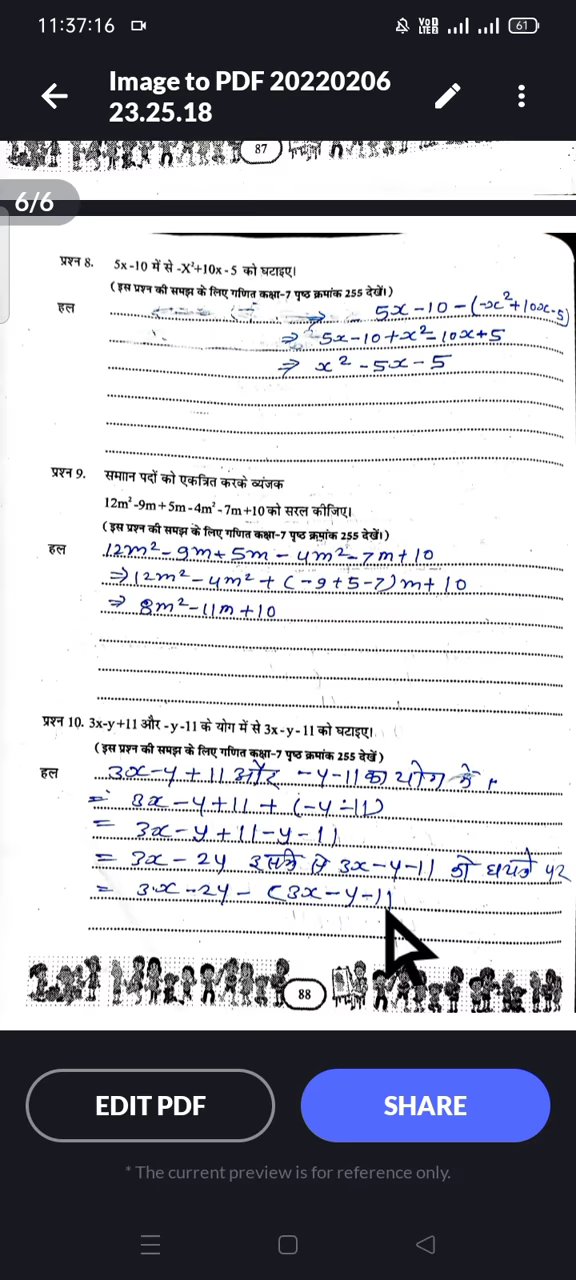 11:37:16
VoD LTE2
61
Image to PDF 20220206
23.25.18
87
6/6
प्रश्न 8. 5x-10 में से -X²+10x-5 को घटाइए।
(इस प्रश्न की समझ के लिए गणित कक्षा-7 पृष्ठ क्रमांक 255 देखें।)
हल 5x-10-(-x²+10x-5)
⇒ 5x-10+x²-10x+5
⇒ x²-5x-5
प्रश्न 9. समाान पदों को एकत्रित करके व्यंजक
12m²-9m+5m-4m²-7m+10 को सरल कीजिए।
(इस प्रश्न की समझ के लिए गणित कक्षा-7 पृष्ठ क्रमांक 255 देखें।)
हल 12m²-9m+5m-4m²-7m+10
⇒ 12m²-4m²+(-9+5-7)m+10
⇒ 8m²-11m+10
प्रश्न 10. 3x-y+11 और -y-11 के योग में से 3x-y-11 को घटाइए।
(इस प्रश्न की समझ के लिए गणित कक्षा-7 पृष्ठ क्रमांक 255 देखें)
हल 3x-y+11 और -y-11 का योग
= 3x-y+11+(-y-11)
= 3x-y+11-y-11
= 3x-2y इसमें से 3x-y-11 को घटाने पर
= 3x-2y-(3x-y-11
88
EDIT PDF
SHARE
* The current preview is for reference only.